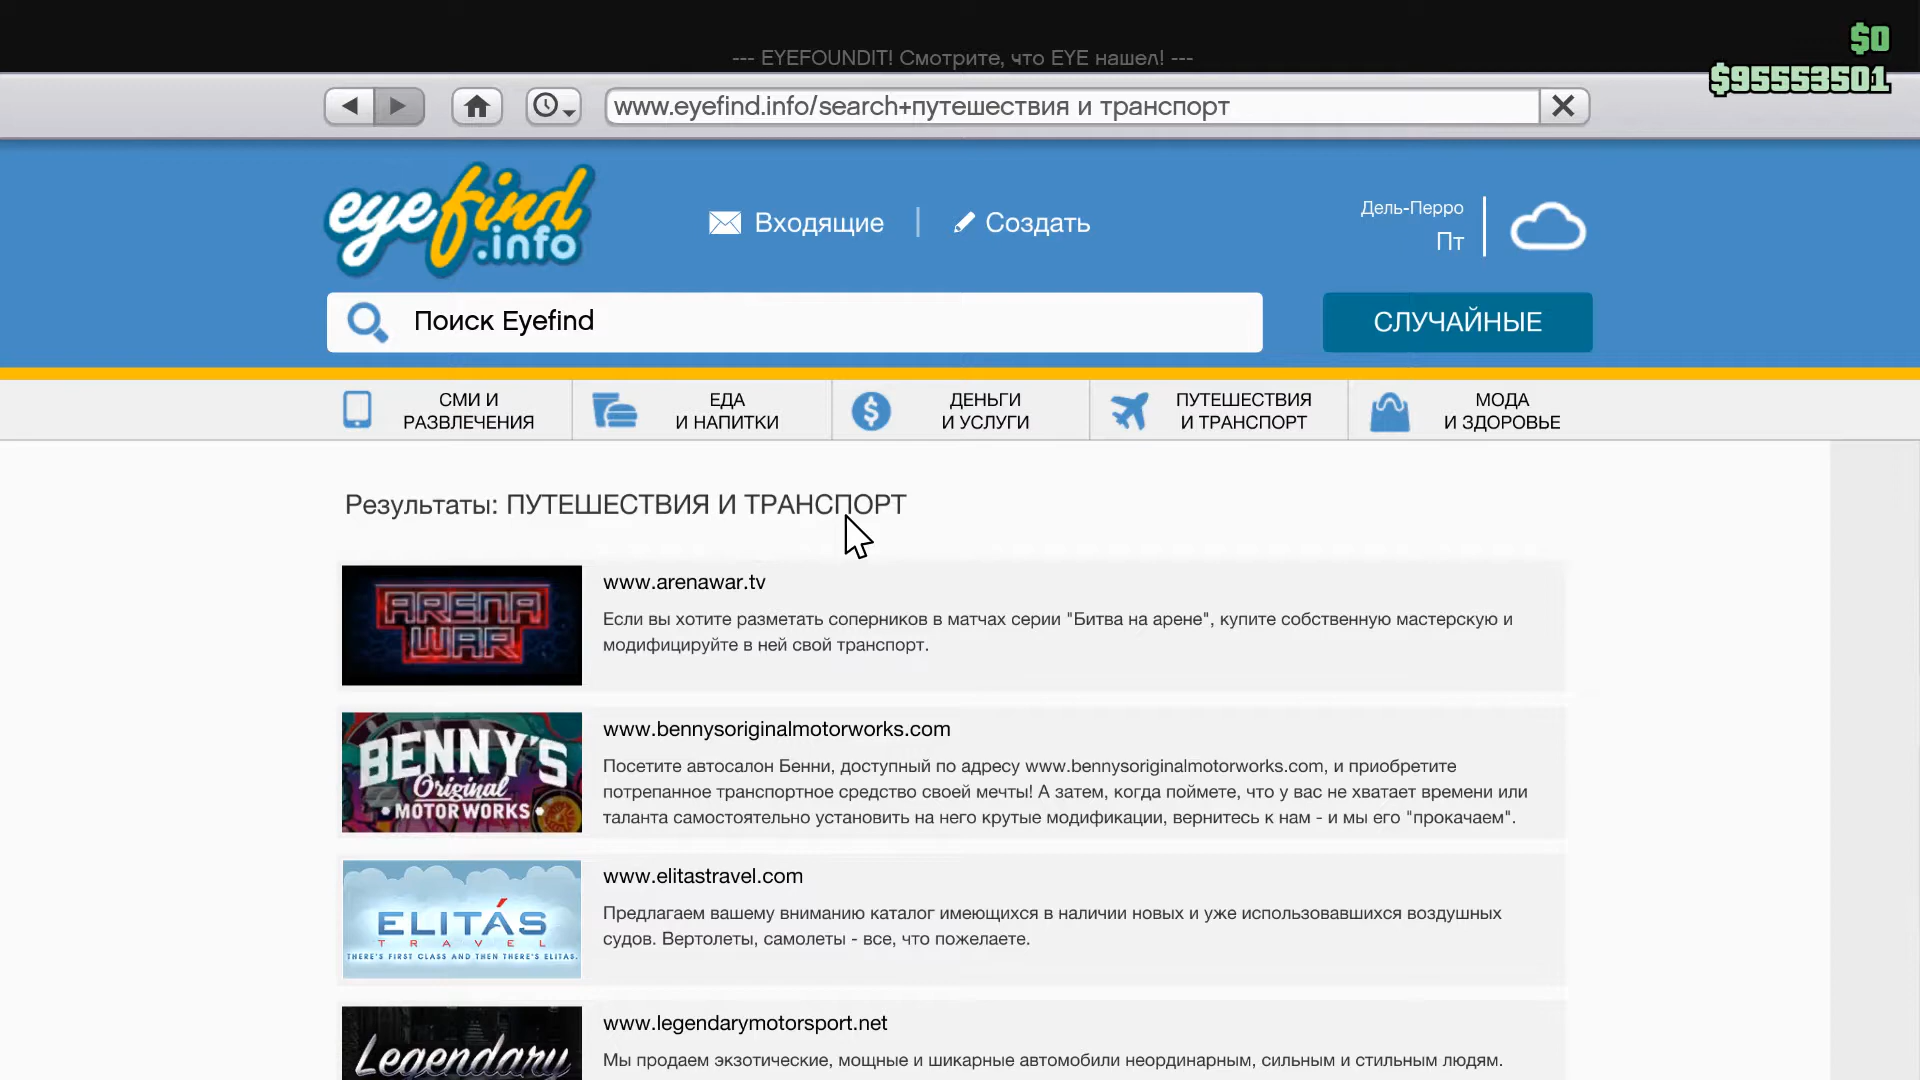 --- EYEFOUNDIT! Смотрите, что EYE нашел! ---
$0
$95553501
www.eyefind.info/search+путешествия и транспорт
eyefind
.info
Входящие
Создать
Дель-Перро
Пт
Поиск Eyefind
СЛУЧАЙНЫЕ
СМИ И
РАЗВЛЕЧЕНИЯ
ЕДА
И НАПИТКИ
ДЕНЬГИ
И УСЛУГИ
ПУТЕШЕСТВИЯ
И ТРАНСПОРТ
МОДА
И ЗДОРОВЬЕ
Результаты: ПУТЕШЕСТВИЯ И ТРАНСПОРТ
ARENA
WAR
www.arenawar.tv
Если вы хотите разметать соперников в матчах серии "Битва на арене", купите собственную мастерскую и
модифицируйте в ней свой транспорт.
BENNY'S
Original
MOTOR WORKS
www.bennysoriginalmotorworks.com
Посетите автосалон Бенни, доступный по адресу www.bennysoriginalmotorworks.com, и приобретите
потрепанное транспортное средство своей мечты! А затем, когда поймете, что у вас не хватает времени или
таланта самостоятельно установить на него крутые модификации, вернитесь к нам - и мы его "прокачаем".
ELITÁS
TRAVEL
THERE'S FIRST CLASS AND THEN THERE'S ELITAS.
www.elitastravel.com
Предлагаем вашему вниманию каталог имеющихся в наличии новых и уже использовавшихся воздушных
судов. Вертолеты, самолеты - все, что пожелаете.
Legendary
www.legendarymotorsport.net
Мы продаем экзотические, мощные и шикарные автомобили неординарным, сильным и стильным людям.